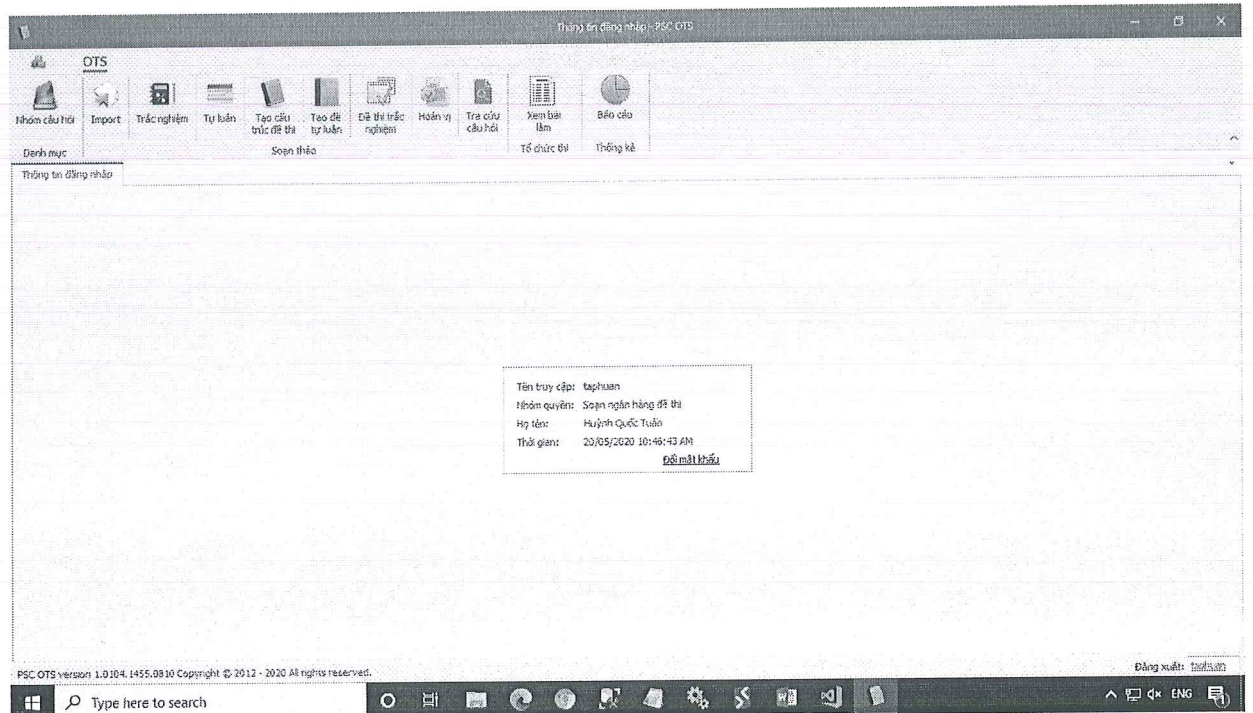 Thông tin đăng nhập - PSC OTS
OTS
Nhóm câu hỏi
Import
Trắc nghiệm
Tự luận
Tạo cấu trúc đề thi
Tạo đề tự luận
Đề thi trắc nghiệm
Hoán vị
Tra cứu câu hỏi
Xem bài làm
Báo cáo
Danh mục
Soạn thảo
Tổ chức thi
Thống kê
Thông tin đăng nhập
Tên truy cập: taphuan
Nhóm quyền: Soạn ngân hàng đề thi
Họ tên: Huỳnh Quốc Tuấn
Thời gian: 20/05/2020 10:46:43 AM
Đổi mật khẩu
PSC OTS version 1.0104.1455.0810 Copyright © 2012 - 2020 All rights reserved.
Đăng xuất: taphuan
Type here to search
ENG